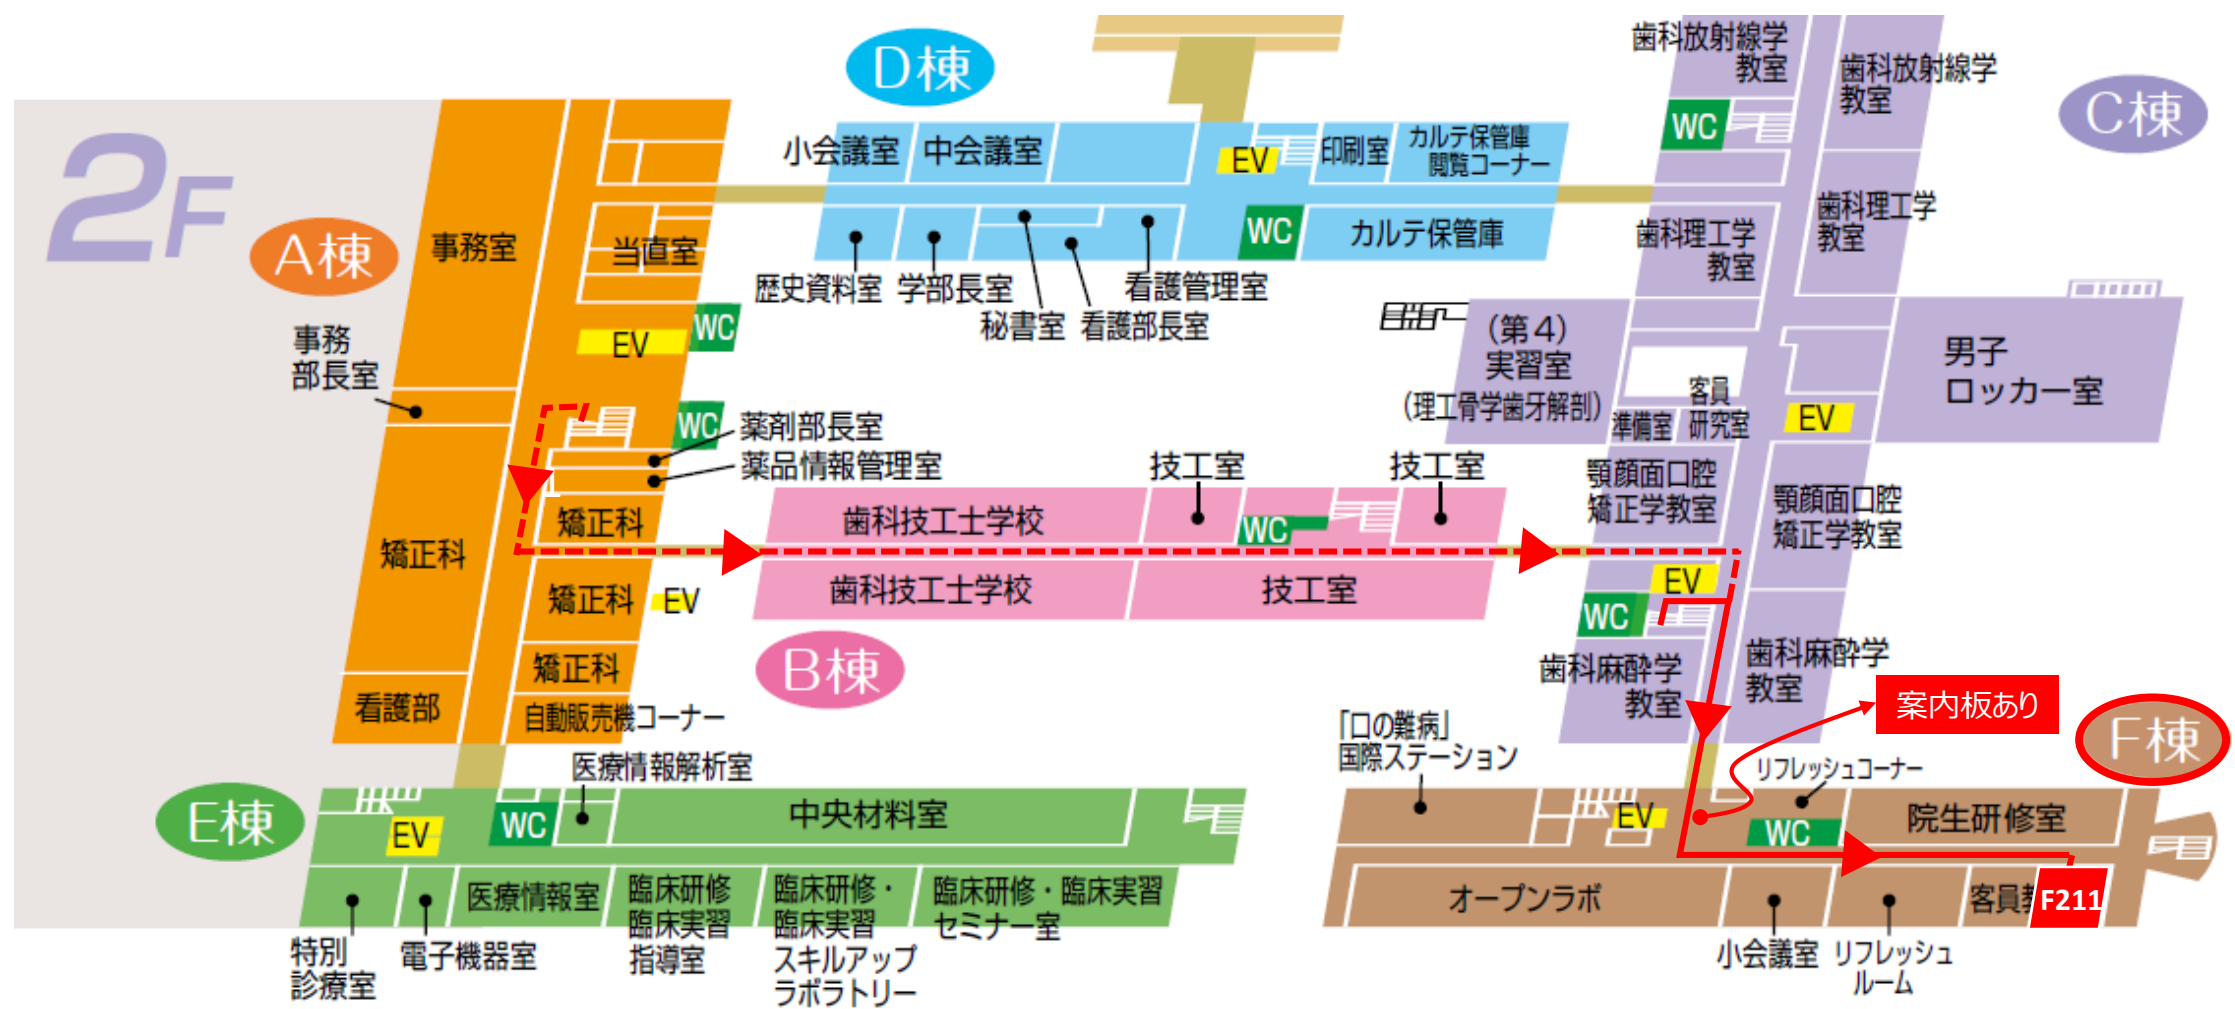 2F
A棟
事務室
当直室
EV
WC
事務
部長室
WC
薬剤部長室
薬品情報管理室
矯正科
矯正科
矯正科
EV
矯正科
看護部
自動販売機コーナー
D棟
小会議室
中会議室
EV
印刷室
カルテ保管庫
閲覧コーナー
WC
カルテ保管庫
歴史資料室
学部長室
秘書室
看護部長室
看護管理室
C棟
歯科放射線学
教室
歯科放射線学
教室
WC
歯科理工学
教室
歯科理工学
教室
(第4)
実習室
(理工骨学歯牙解剖)
準備室
客員
研究室
EV
男子
ロッカー室
顎顔面口腔
矯正学教室
顎顔面口腔
矯正学教室
EV
WC
歯科麻酔学
教室
歯科麻酔学
教室
B棟
歯科技工士学校
技工室
WC
技工室
歯科技工士学校
技工室
E棟
EV
WC
医療情報解析室
中央材料室
特別
診療室
電子機器室
医療情報室
臨床研修
臨床実習
指導室
臨床研修・
臨床実習
スキルアップ
ラボラトリー
臨床研修・臨床実習
セミナー室
F棟
案内板あり
「口の難病」
国際ステーション
EV
リフレッシュコーナー
WC
院生研修室
オープンラボ
小会議室
リフレッシュ
ルーム
客員
F211